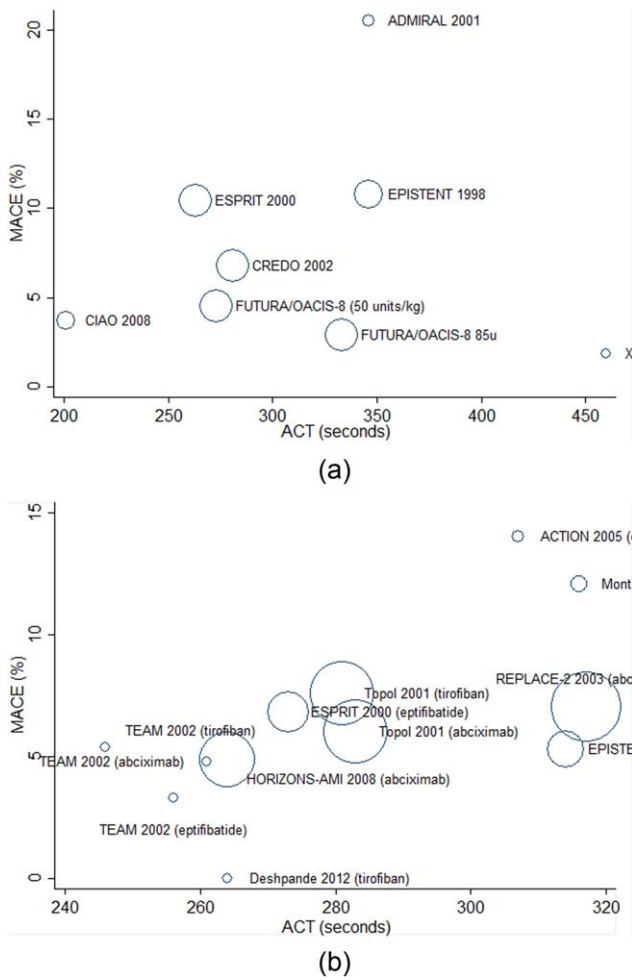 20
ADMIRAL 2001
15
MACE (%)
10
ESPRIT 2000
EPISTENT 1998
CREDO 2002
5
FUTURA/OACIS-8 (50 units/kg)
CIAO 2008
FUTURA/OACIS-8 85u
X
0
200 250 300 350 400 450
ACT (seconds)
(a)
15
ACTION 2005 (
Mont
10
MACE (%)
REPLACE-2 2003 (abc
Topol 2001 (tirofiban)
ESPRIT 2000 (eptifibatide)
TEAM 2002 (tirofiban)
Topol 2001 (abciximab)
5
EPISTE
TEAM 2002 (abciximab)
HORIZONS-AMI 2008 (abciximab)
TEAM 2002 (eptifibatide)
0
Deshpande 2012 (tirofiban)
240 260 280 300 320
ACT (seconds)
(b)